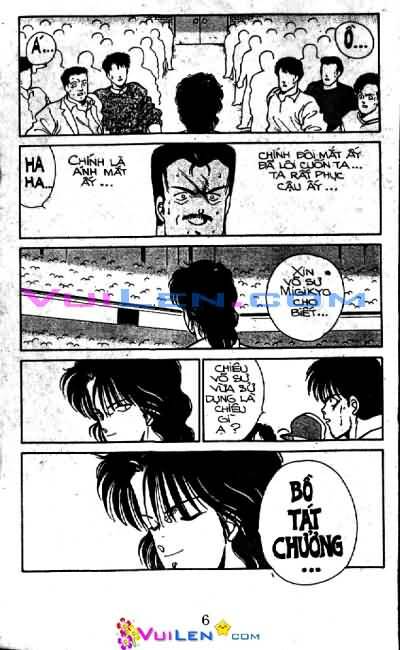 Á...
Ồ...
HA
HA...
CHÍNH LÀ
ÁNH MẮT
ẤY...
CHÍNH ĐÔI MẮT ẤY
ĐÃ LÔI CUỐN TA...
TA RẤT PHỤC
CẬU ẤY...
XIN
VÕ SƯ
MIGIKYO
CHO
BIẾT...
VUILEN.COM
CHIÊU
VÕ SƯ
VỪA SỬ
DỤNG LÀ
CHIÊU
GÌ
Ạ?
BỒ
TÁT
CHƯỞNG
...
6
VUILEN.COM